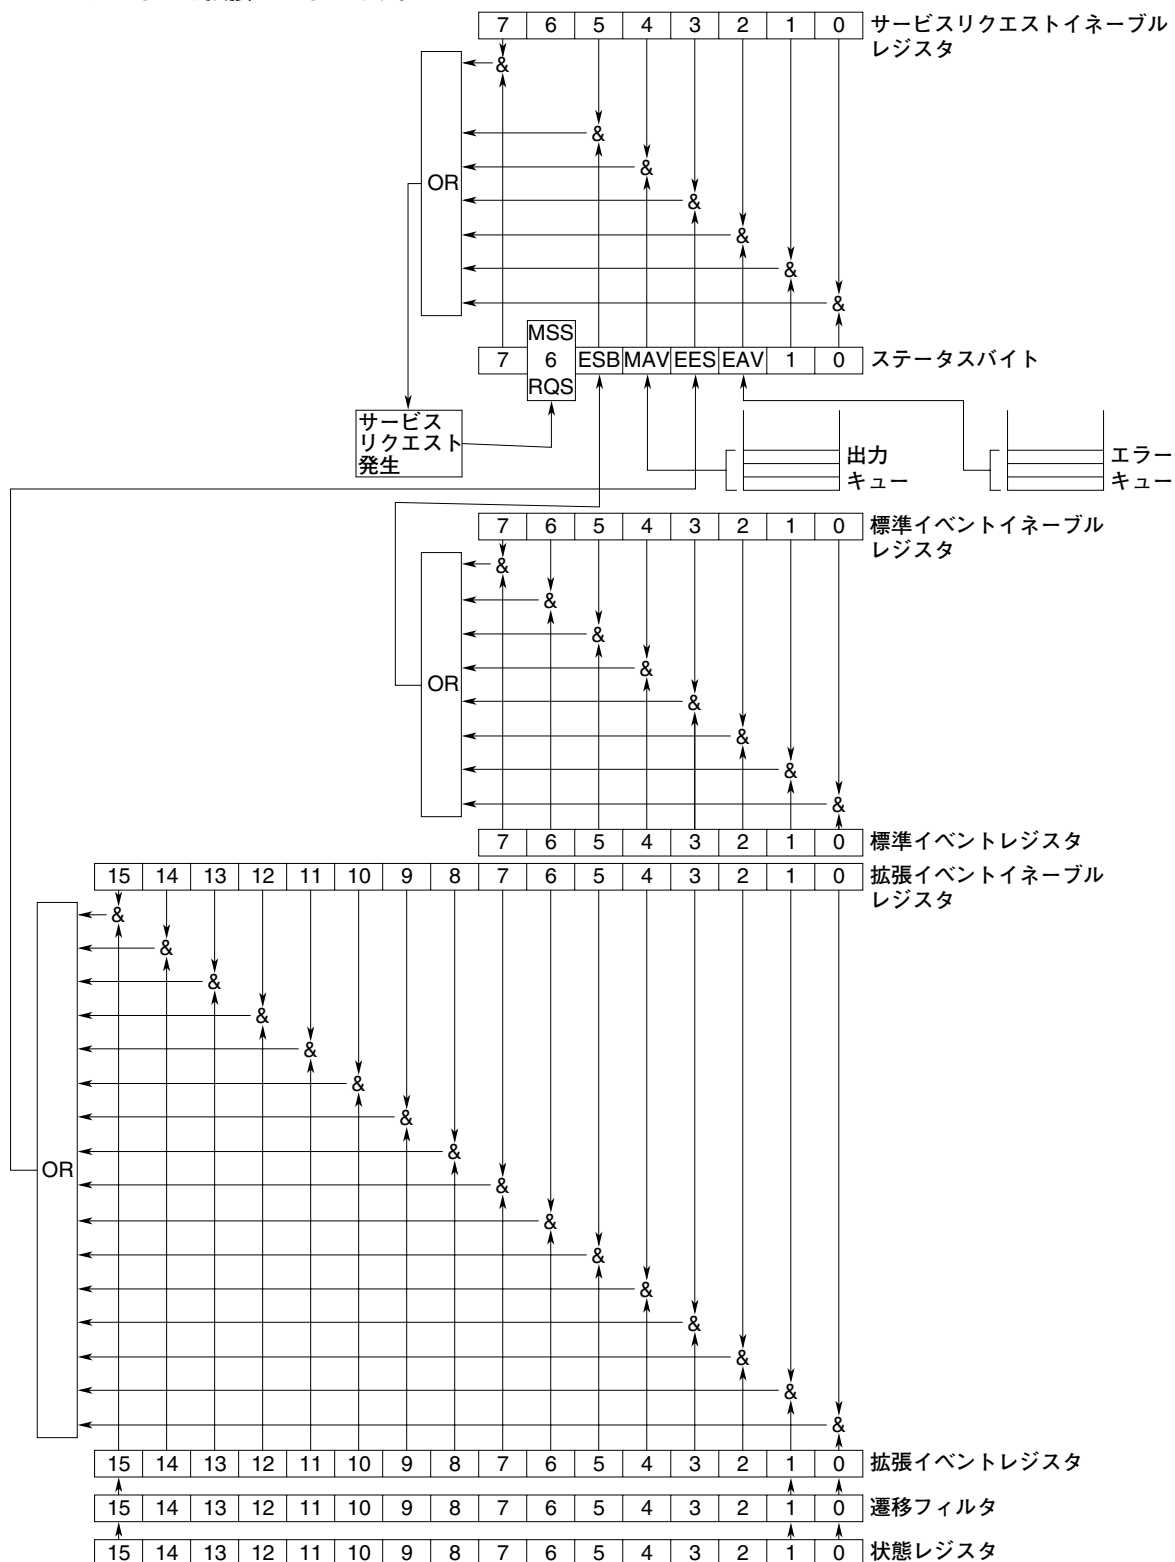 7 6 5 4 3 2 1 0 サービスリクエストイネーブル
レジスタ
&
&
&
OR
&
&
&
&
MSS
7 6 ESB MAV EES EAV 1 0 ステータスバイト
RQS
サービス
リクエスト
発生
出力
キュー
エラー
キュー
7 6 5 4 3 2 1 0 標準イベントイネーブル
レジスタ
&
&
&
&
OR
&
&
&
&
7 6 5 4 3 2 1 0 標準イベントレジスタ
15 14 13 12 11 10 9 8 7 6 5 4 3 2 1 0 拡張イベントイネーブル
レジスタ
&
&
&
&
&
&
&
&
OR
&
&
&
&
&
&
&
&
15 14 13 12 11 10 9 8 7 6 5 4 3 2 1 0 拡張イベントレジスタ
15 14 13 12 11 10 9 8 7 6 5 4 3 2 1 0 遷移フィルタ
15 14 13 12 11 10 9 8 7 6 5 4 3 2 1 0 状態レジスタ